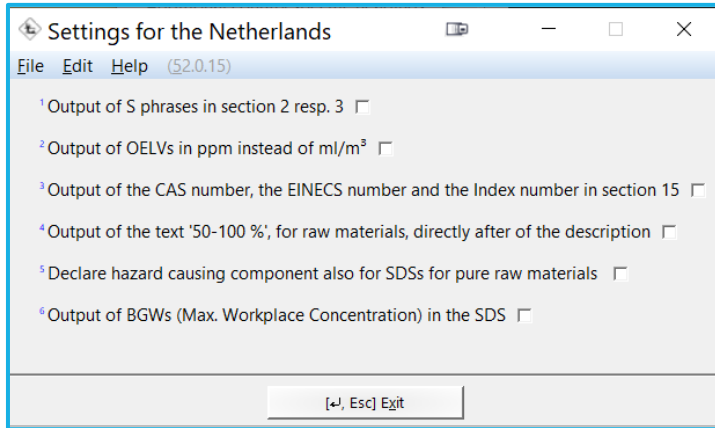 Settings for the Netherlands
File Edit Help (52.0.15)
1 Output of S phrases in section 2 resp. 3
2 Output of OELVs in ppm instead of ml/m³
3 Output of the CAS number, the EINECS number and the Index number in section 15
4 Output of the text '50-100 %', for raw materials, directly after of the description
5 Declare hazard causing component also for SDSs for pure raw materials
6 Output of BGWs (Max. Workplace Concentration) in the SDS
[↵, Esc] Exit